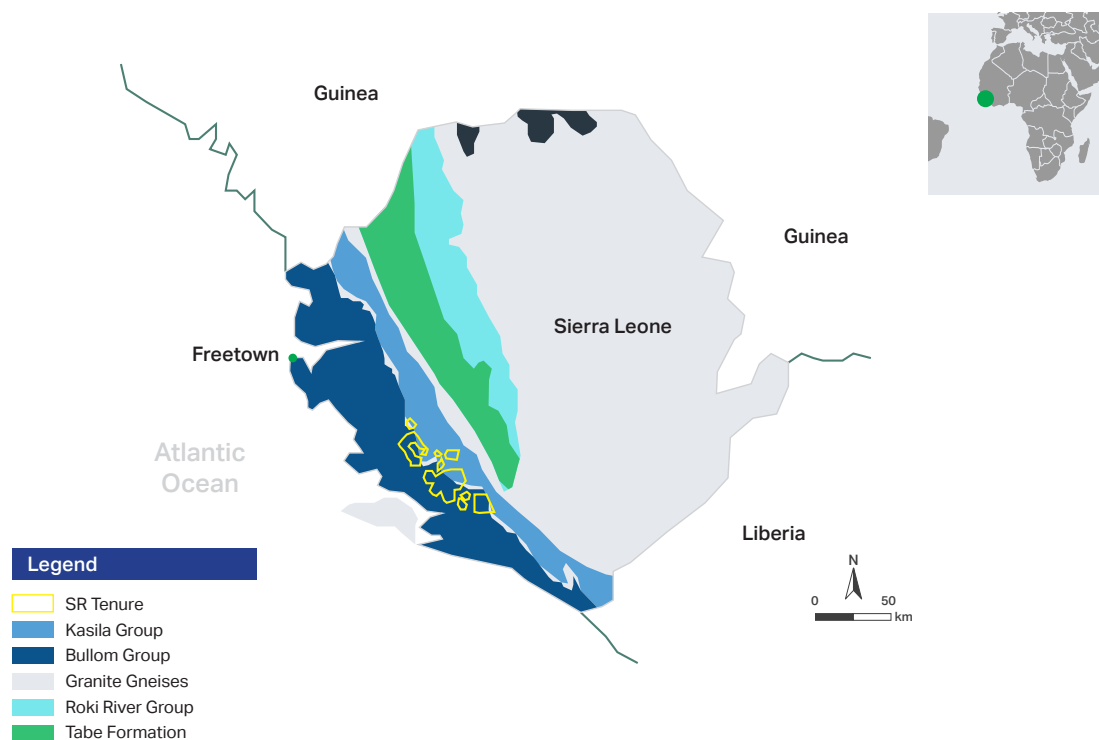 Guinea
Guinea
Sierra Leone
Freetown
Atlantic
Ocean
Liberia
N
0
50
km
Legend
SR Tenure
Kasila Group
Bullom Group
Granite Gneises
Roki River Group
Tabe Formation